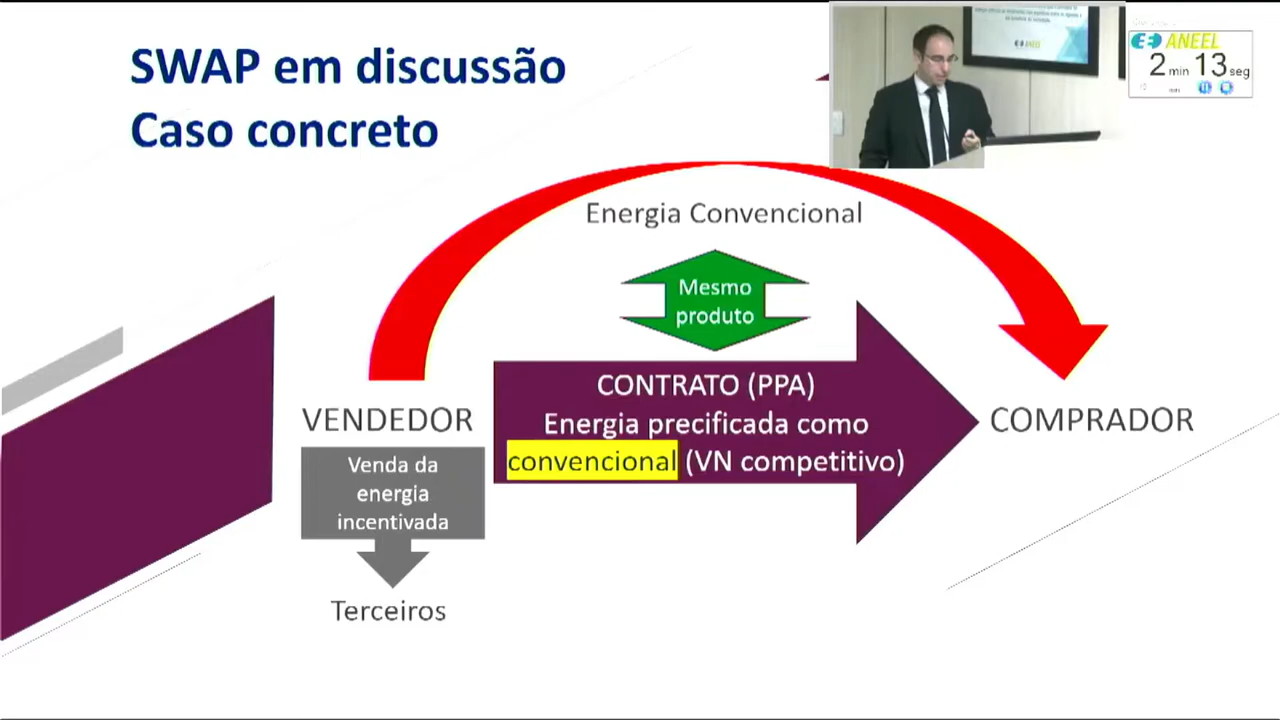 SWAP em discussão
Caso concreto
ANEEL
2 min 13 seg
ANEEL
Energia Convencional
Mesmo
produto
CONTRATO (PPA)
Energia precificada como
convencional (VN competitivo)
VENDEDOR
COMPRADOR
Venda da
energia
incentivada
Terceiros